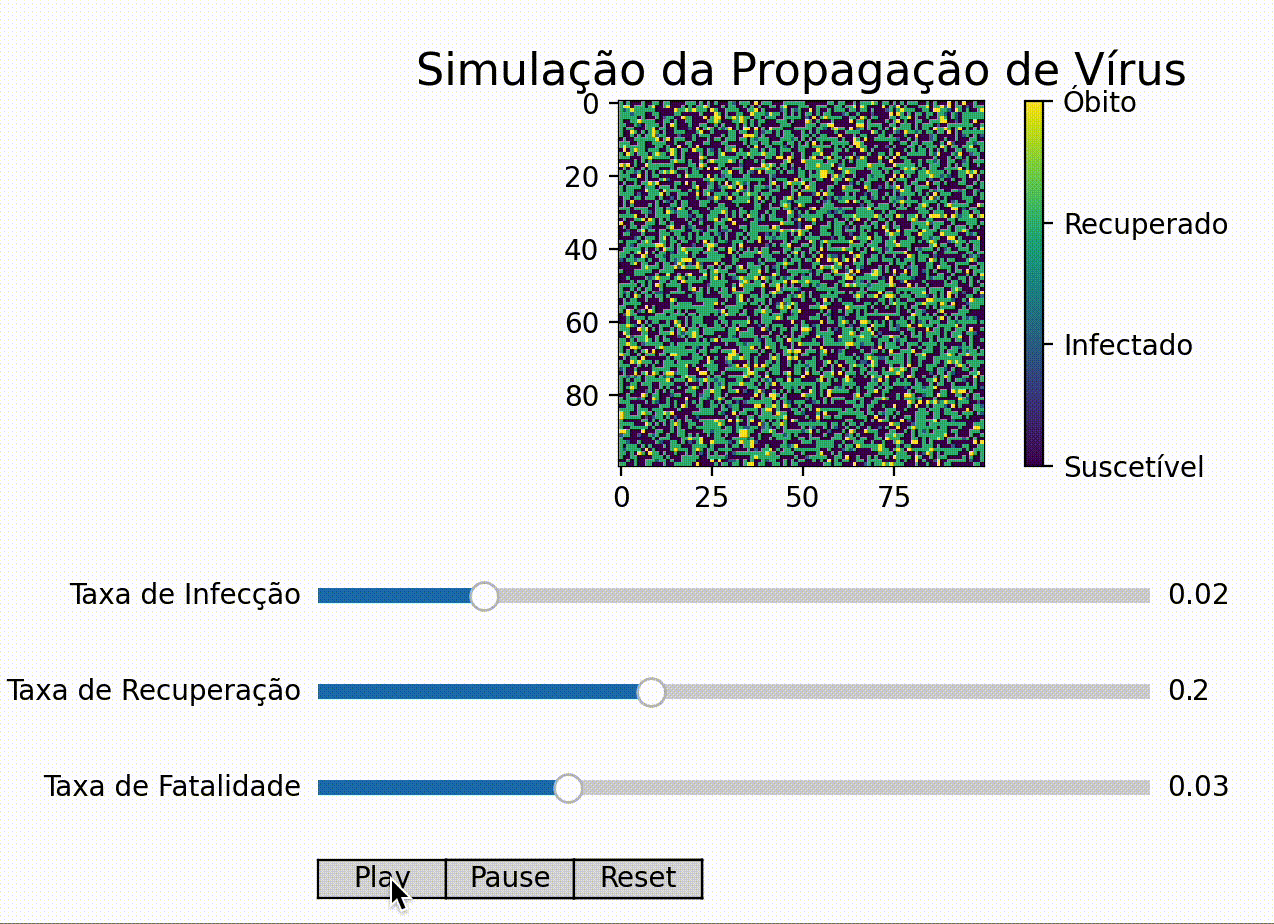 Simulação da Propagação de Vírus
0
20
40
60
80
0 25 50 75
Óbito
Recuperado
Infectado
Suscetível
Taxa de Infecção 0.02
Taxa de Recuperação 0.2
Taxa de Fatalidade 0.03
Play Pause Reset